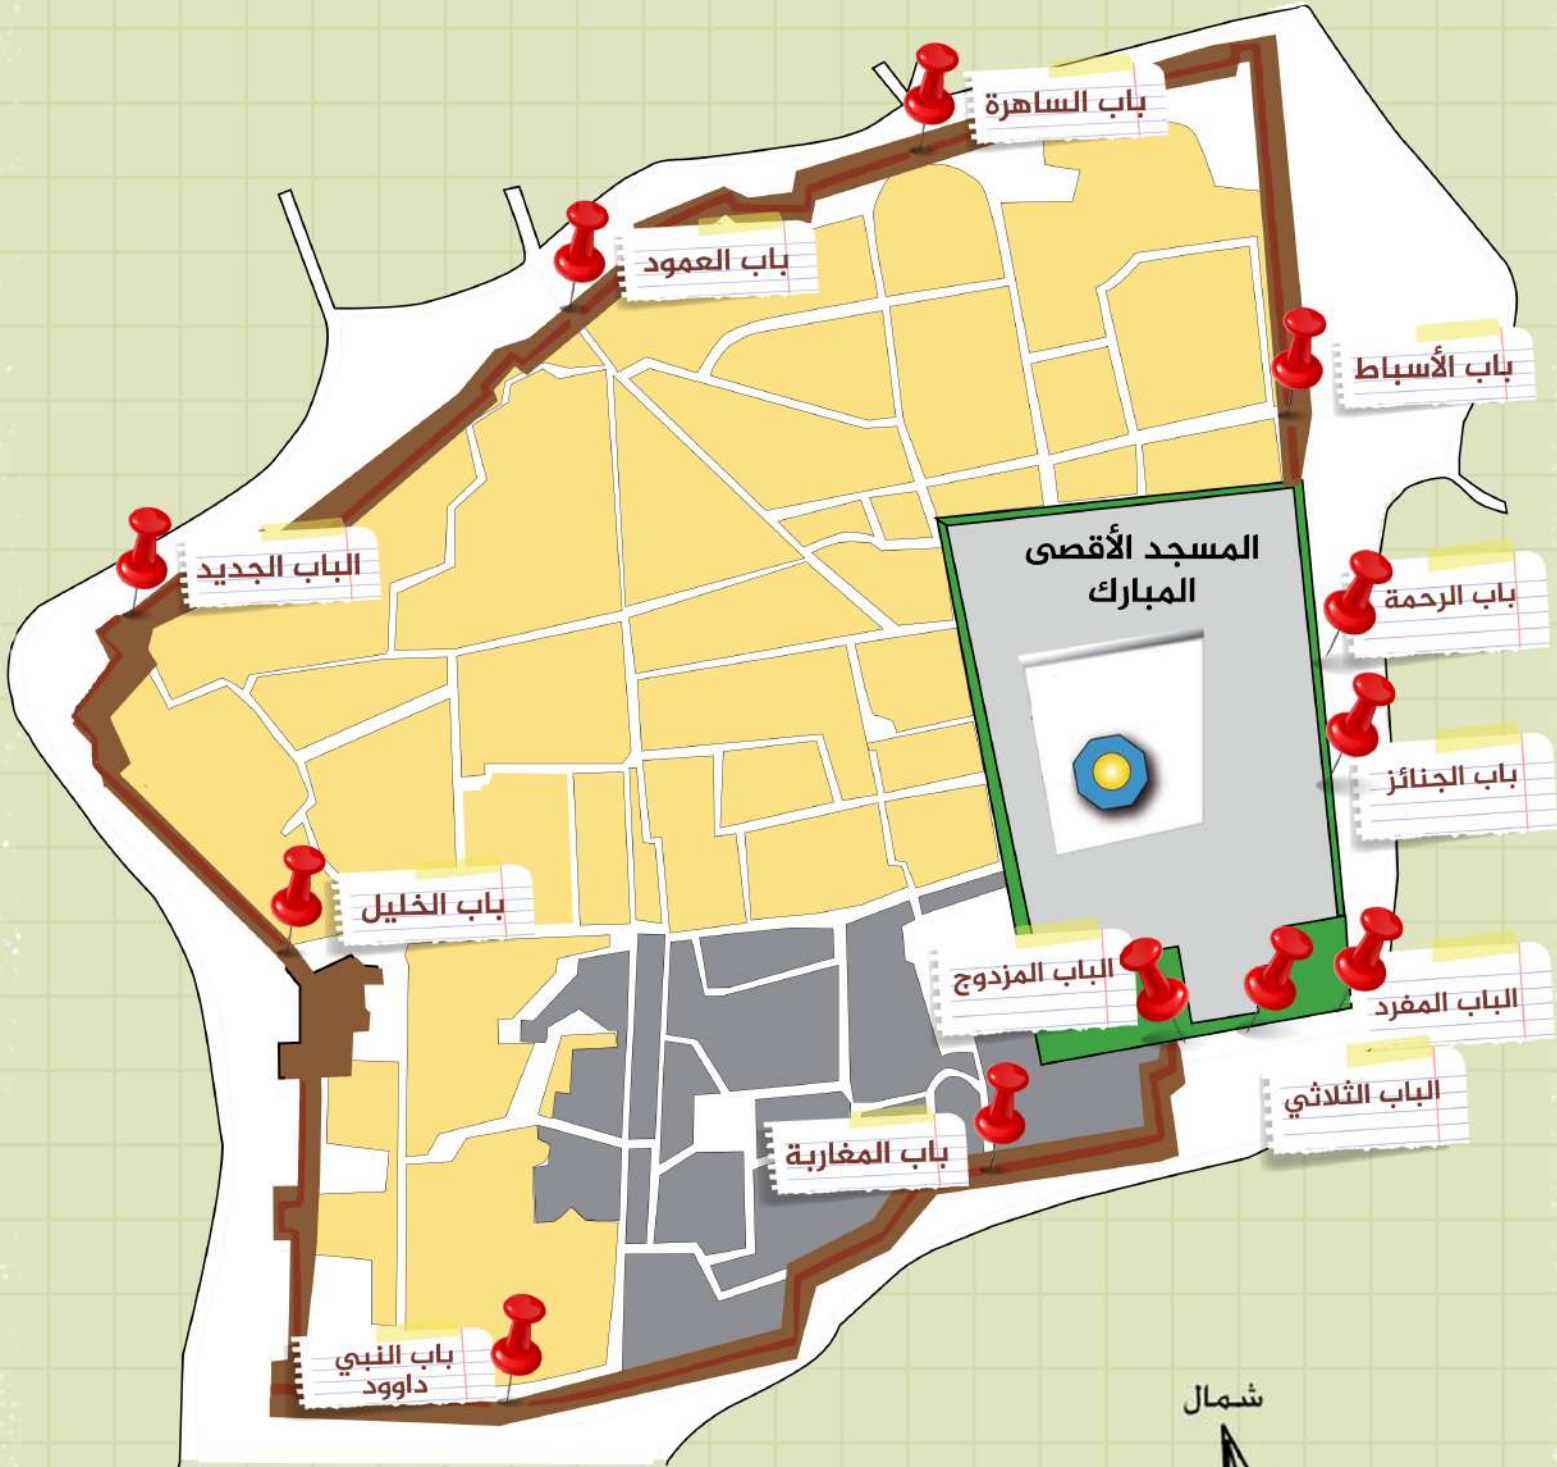 باب الساهرة
باب العمود
باب الأسباط
الباب الجديد
المسجد الأقصى
المبارك
باب الرحمة
باب الجنائز
باب الخليل
الباب المزدوج
الباب المفرد
الباب الثلاثي
باب المغاربة
باب النبي
داوود
شمال